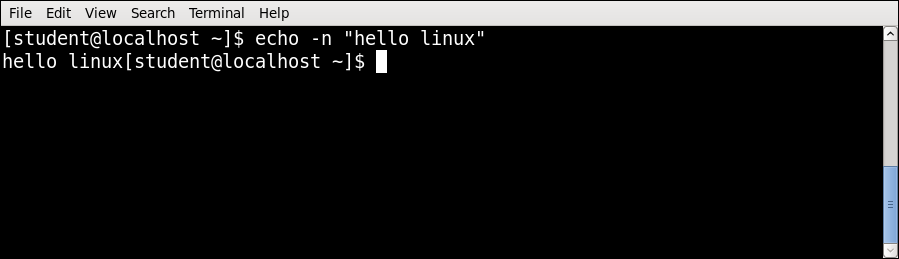 File Edit View Search Terminal Help
[student@localhost ~]$ echo -n "hello linux"
hello linux[student@localhost ~]$